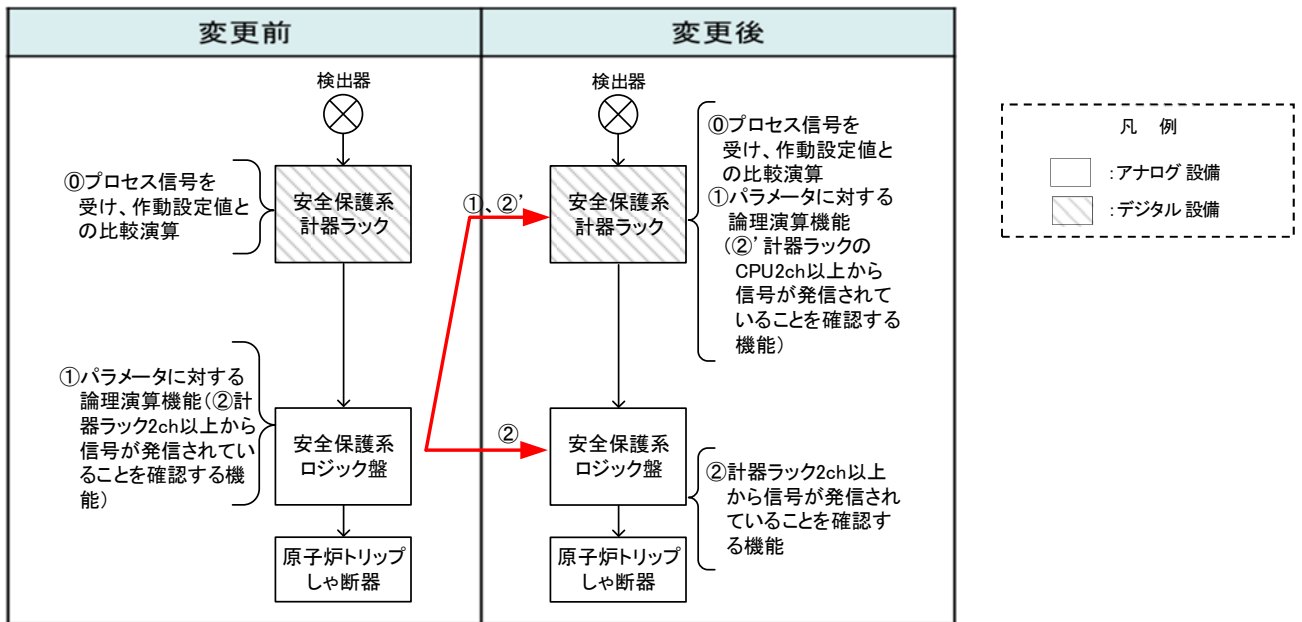 変更前
検出器
⓪プロセス信号を
受け、作動設定値と
の比較演算
安全保護系
計器ラック
①パラメータに対する
論理演算機能(②計
器ラック2ch以上から
信号が発信されてい
ることを確認する機
能)
安全保護系
ロジック盤
原子炉トリップ
しゃ断器
変更後
検出器
①、②'
安全保護系
計器ラック
⓪プロセス信号を
受け、作動設定値と
の比較演算
①パラメータに対する
論理演算機能
(②'計器ラックの
CPU2ch以上から
信号が発信されて
いることを確認する
機能)
②
安全保護系
ロジック盤
②計器ラック2ch以上
から信号が発信され
ていることを確認す
る機能
原子炉トリップ
しゃ断器
凡 例
:アナログ設備
:デジタル設備